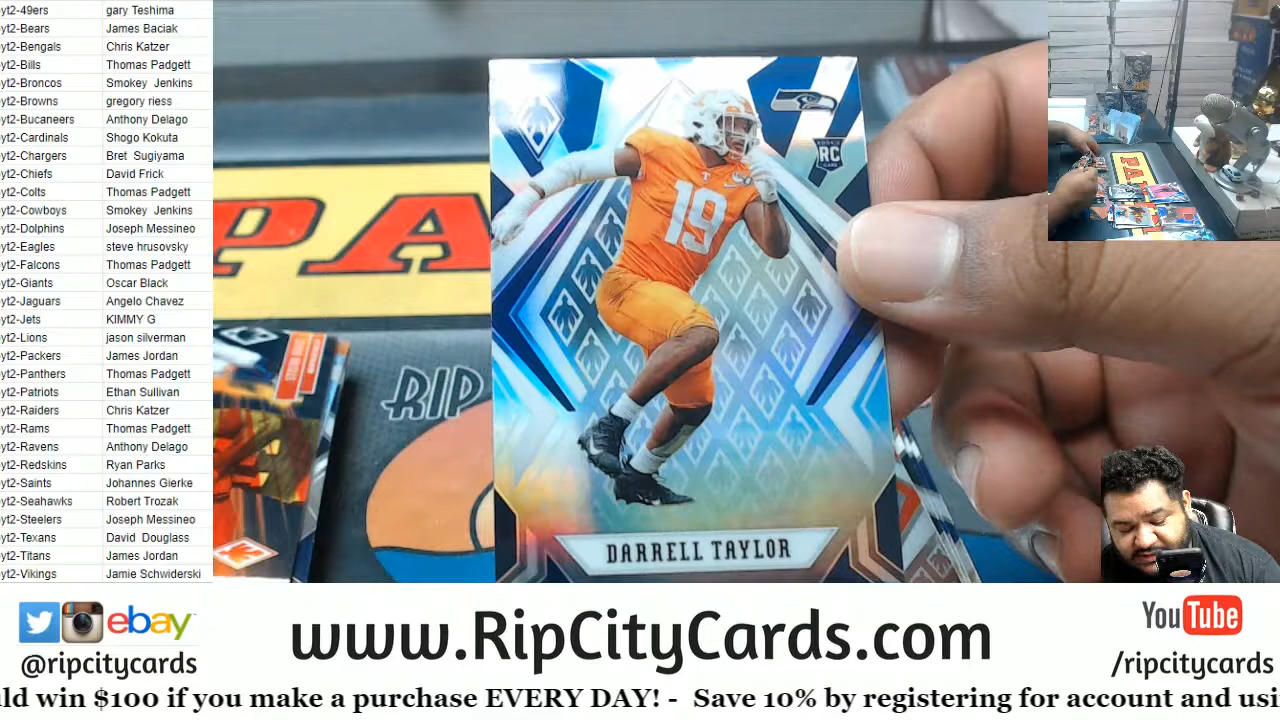 yt2-49ers gary Teshima
yt2-Bears James Baciak
yt2-Bengals Chris Katzer
yt2-Bills Thomas Padgett
yt2-Broncos Smokey Jenkins
yt2-Browns gregory riess
yt2-Bucaneers Anthony Delago
yt2-Cardinals Shogo Kokuta
yt2-Chargers Bret Sugiyama
yt2-Chiefs David Frick
yt2-Colts Thomas Padgett
yt2-Cowboys Smokey Jenkins
yt2-Dolphins Joseph Messineo
yt2-Eagles steve hrusovsky
yt2-Falcons Thomas Padgett
yt2-Giants Oscar Black
yt2-Jaguars Angelo Chavez
yt2-Jets KIMMY G
yt2-Lions jason silverman
yt2-Packers James Jordan
yt2-Panthers Thomas Padgett
yt2-Patriots Ethan Sullivan
yt2-Raiders Chris Katzer
yt2-Rams Thomas Padgett
yt2-Ravens Anthony Delago
yt2-Redskins Ryan Parks
yt2-Saints Johannes Gierke
yt2-Seahawks Robert Trozak
yt2-Steelers Joseph Messineo
yt2-Texans David Douglass
yt2-Titans James Jordan
yt2-Vikings Jamie Schwiderski
PA
RIP
ROOKIE
RC
CARD
T
19
DARRELL TAYLOR
PA
ebay
@ripcitycards
www.RipCityCards.com
YouTube
/ripcitycards
uld win $100 if you make a purchase EVERY DAY! - Save 10% by registering for account and usi